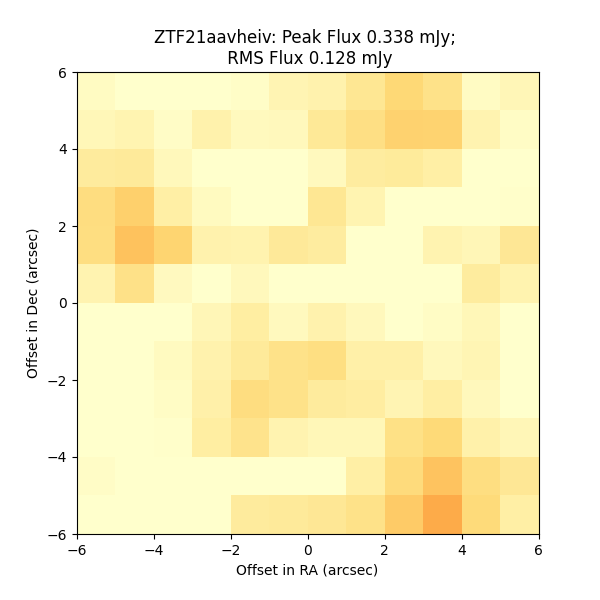 ZTF21aavheiv: Peak Flux 0.338 mJy;
RMS Flux 0.128 mJy
6
4
2
0
−2
−4
−6
Offset in Dec (arcsec)
−6 −4 −2 0 2 4 6
Offset in RA (arcsec)